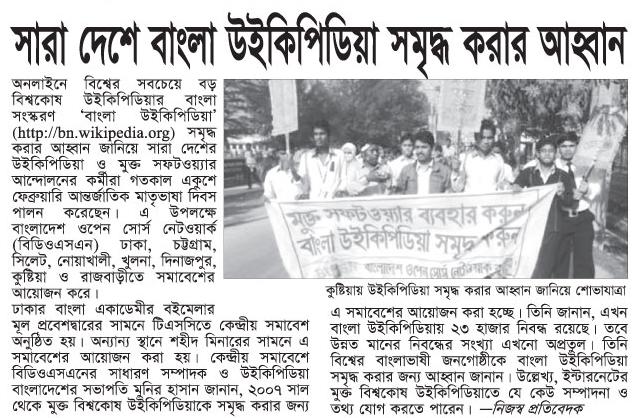 সারা দেশে বাংলা উইকিপিডিয়া সমৃদ্ধ করার আহ্বান
অনলাইনে বিশ্বের সবচেয়ে বড়
বিশ্বকোষ উইকিপিডিয়ার বাংলা
সংস্করণ ‘বাংলা উইকিপিডিয়া’
(http://bn.wikipedia.org) সমৃদ্ধ
করার আহ্বান জানিয়ে সারা দেশের
উইকিপিডিয়া ও মুক্ত সফটওয়্যার
আন্দোলনের কর্মীরা গতকাল একুশে
ফেব্রুয়ারি আন্তর্জাতিক মাতৃভাষা দিবস
পালন করেছেন। এ উপলক্ষে
বাংলাদেশ ওপেন সোর্স নেটওয়ার্ক
(বিডিওএসএন) ঢাকা, চট্টগ্রাম,
সিলেট, নোয়াখালী, খুলনা, দিনাজপুর,
কুষ্টিয়া ও রাজবাড়ীতে সমাবেশের
আয়োজন করে।
ঢাকার বাংলা একাডেমীর বইমেলার
মূল প্রবেশদ্বারের সামনে টিএসসিতে কেন্দ্রীয় সমাবেশ
অনুষ্ঠিত হয়। অন্যান্য স্থানে শহীদ মিনারের সামনে এ
সমাবেশের আয়োজন করা হয়। কেন্দ্রীয় সমাবেশে
বিডিওএসএনের সাধারণ সম্পাদক ও উইকিপিডিয়া
বাংলাদেশের সভাপতি মুনির হাসান জানান, ২০০৭ সাল
থেকে মুক্ত বিশ্বকোষ উইকিপিডিয়াকে সমৃদ্ধ করার জন্য
মুক্ত সফটওয়্যার ব্যবহার করুন
বাংলা উইকিপিডিয়া সমৃদ্ধ করুন
বাংলাদেশ ওপেন সোর্স নেটওয়ার্ক
কুষ্টিয়ায় উইকিপিডিয়া সমৃদ্ধ করার আহ্বান জানিয়ে শোভাযাত্রা
এ সমাবেশের আয়োজন করা হচ্ছে। তিনি জানান, এখন
বাংলা উইকিপিডিয়ায় ২৩ হাজার নিবন্ধ রয়েছে। তবে
উন্নত মানের নিবন্ধের সংখ্যা এখনো অপ্রতুল। তিনি
বিশ্বের বাংলাভাষী জনগোষ্ঠীকে বাংলা উইকিপিডিয়া
সমৃদ্ধ করার জন্য আহ্বান জানান। উল্লেখ্য, ইন্টারনেটের
মুক্ত বিশ্বকোষ উইকিপিডিয়াতে যে কেউ সম্পাদনা ও
তথ্য যোগ করতে পারেন। —নিজস্ব প্রতিবেদক